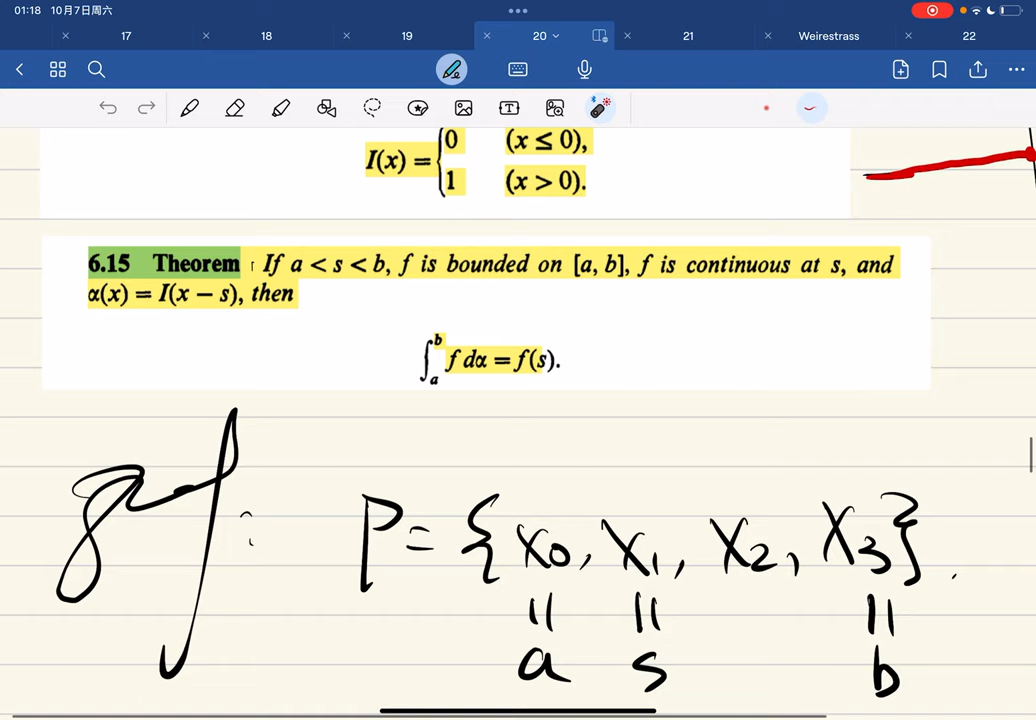 01:18 10月7日周六
17 18 19 20 21 Weirestrass 22
I(x) = { 0 (x ≤ 0),
1 (x > 0).
6.15 Theorem If a < s < b, f is bounded on [a, b], f is continuous at s, and
α(x) = I(x − s), then
∫_a^b f dα = f(s).
P = { x0, x1, x2, x3 }.
a s b